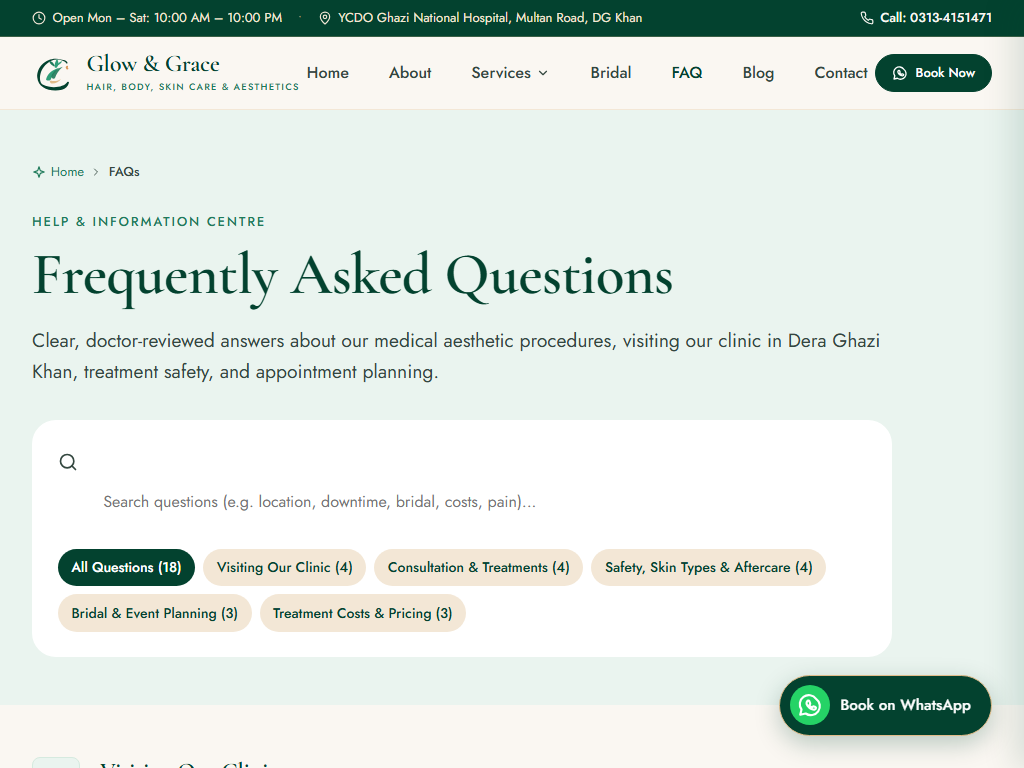 Open Mon – Sat: 10:00 AM – 10:00 PM · YCDO Ghazi National Hospital, Multan Road, DG Khan Call: 0313-4151471
Glow & Grace
HAIR, BODY, SKIN CARE & AESTHETICS
Home About Services Bridal FAQ Blog Contact Book Now
Home > FAQs
HELP & INFORMATION CENTRE
Frequently Asked Questions
Clear, doctor-reviewed answers about our medical aesthetic procedures, visiting our clinic in Dera Ghazi
Khan, treatment safety, and appointment planning.
Search questions (e.g. location, downtime, bridal, costs, pain)...
All Questions (18) Visiting Our Clinic (4) Consultation & Treatments (4) Safety, Skin Types & Aftercare (4)
Bridal & Event Planning (3) Treatment Costs & Pricing (3)
Book on WhatsApp
Visiting Our Clinic